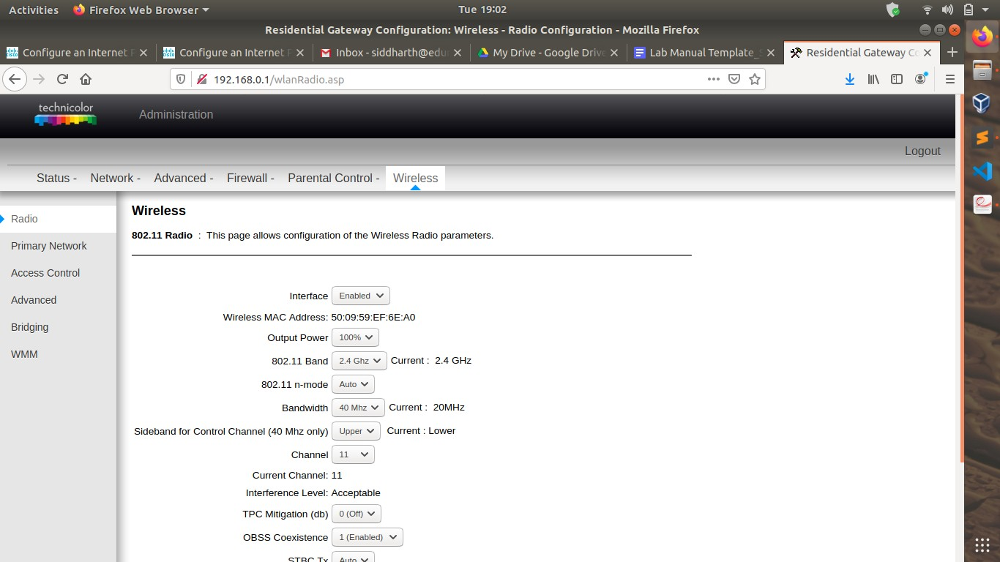 Activities Firefox Web Browser Tue 19:02
Residential Gateway Configuration: Wireless - Radio Configuration - Mozilla Firefox
Configure an Internet P Configure an Internet P Inbox - siddharth@edu My Drive - Google Drive Lab Manual Template_ Residential Gateway Co
192.168.0.1/wlanRadio.asp
technicolor Administration
Logout
Status - Network - Advanced - Firewall - Parental Control - Wireless
Radio
Primary Network
Access Control
Advanced
Bridging
WMM
Wireless
802.11 Radio : This page allows configuration of the Wireless Radio parameters.
Interface Enabled
Wireless MAC Address: 50:09:59:EF:6E:A0
Output Power 100%
802.11 Band 2.4 Ghz Current : 2.4 GHz
802.11 n-mode Auto
Bandwidth 40 Mhz Current : 20MHz
Sideband for Control Channel (40 Mhz only) Upper Current : Lower
Channel 11
Current Channel: 11
Interference Level: Acceptable
TPC Mitigation (db) 0 (Off)
OBSS Coexistence 1 (Enabled)
STBC Tx Auto